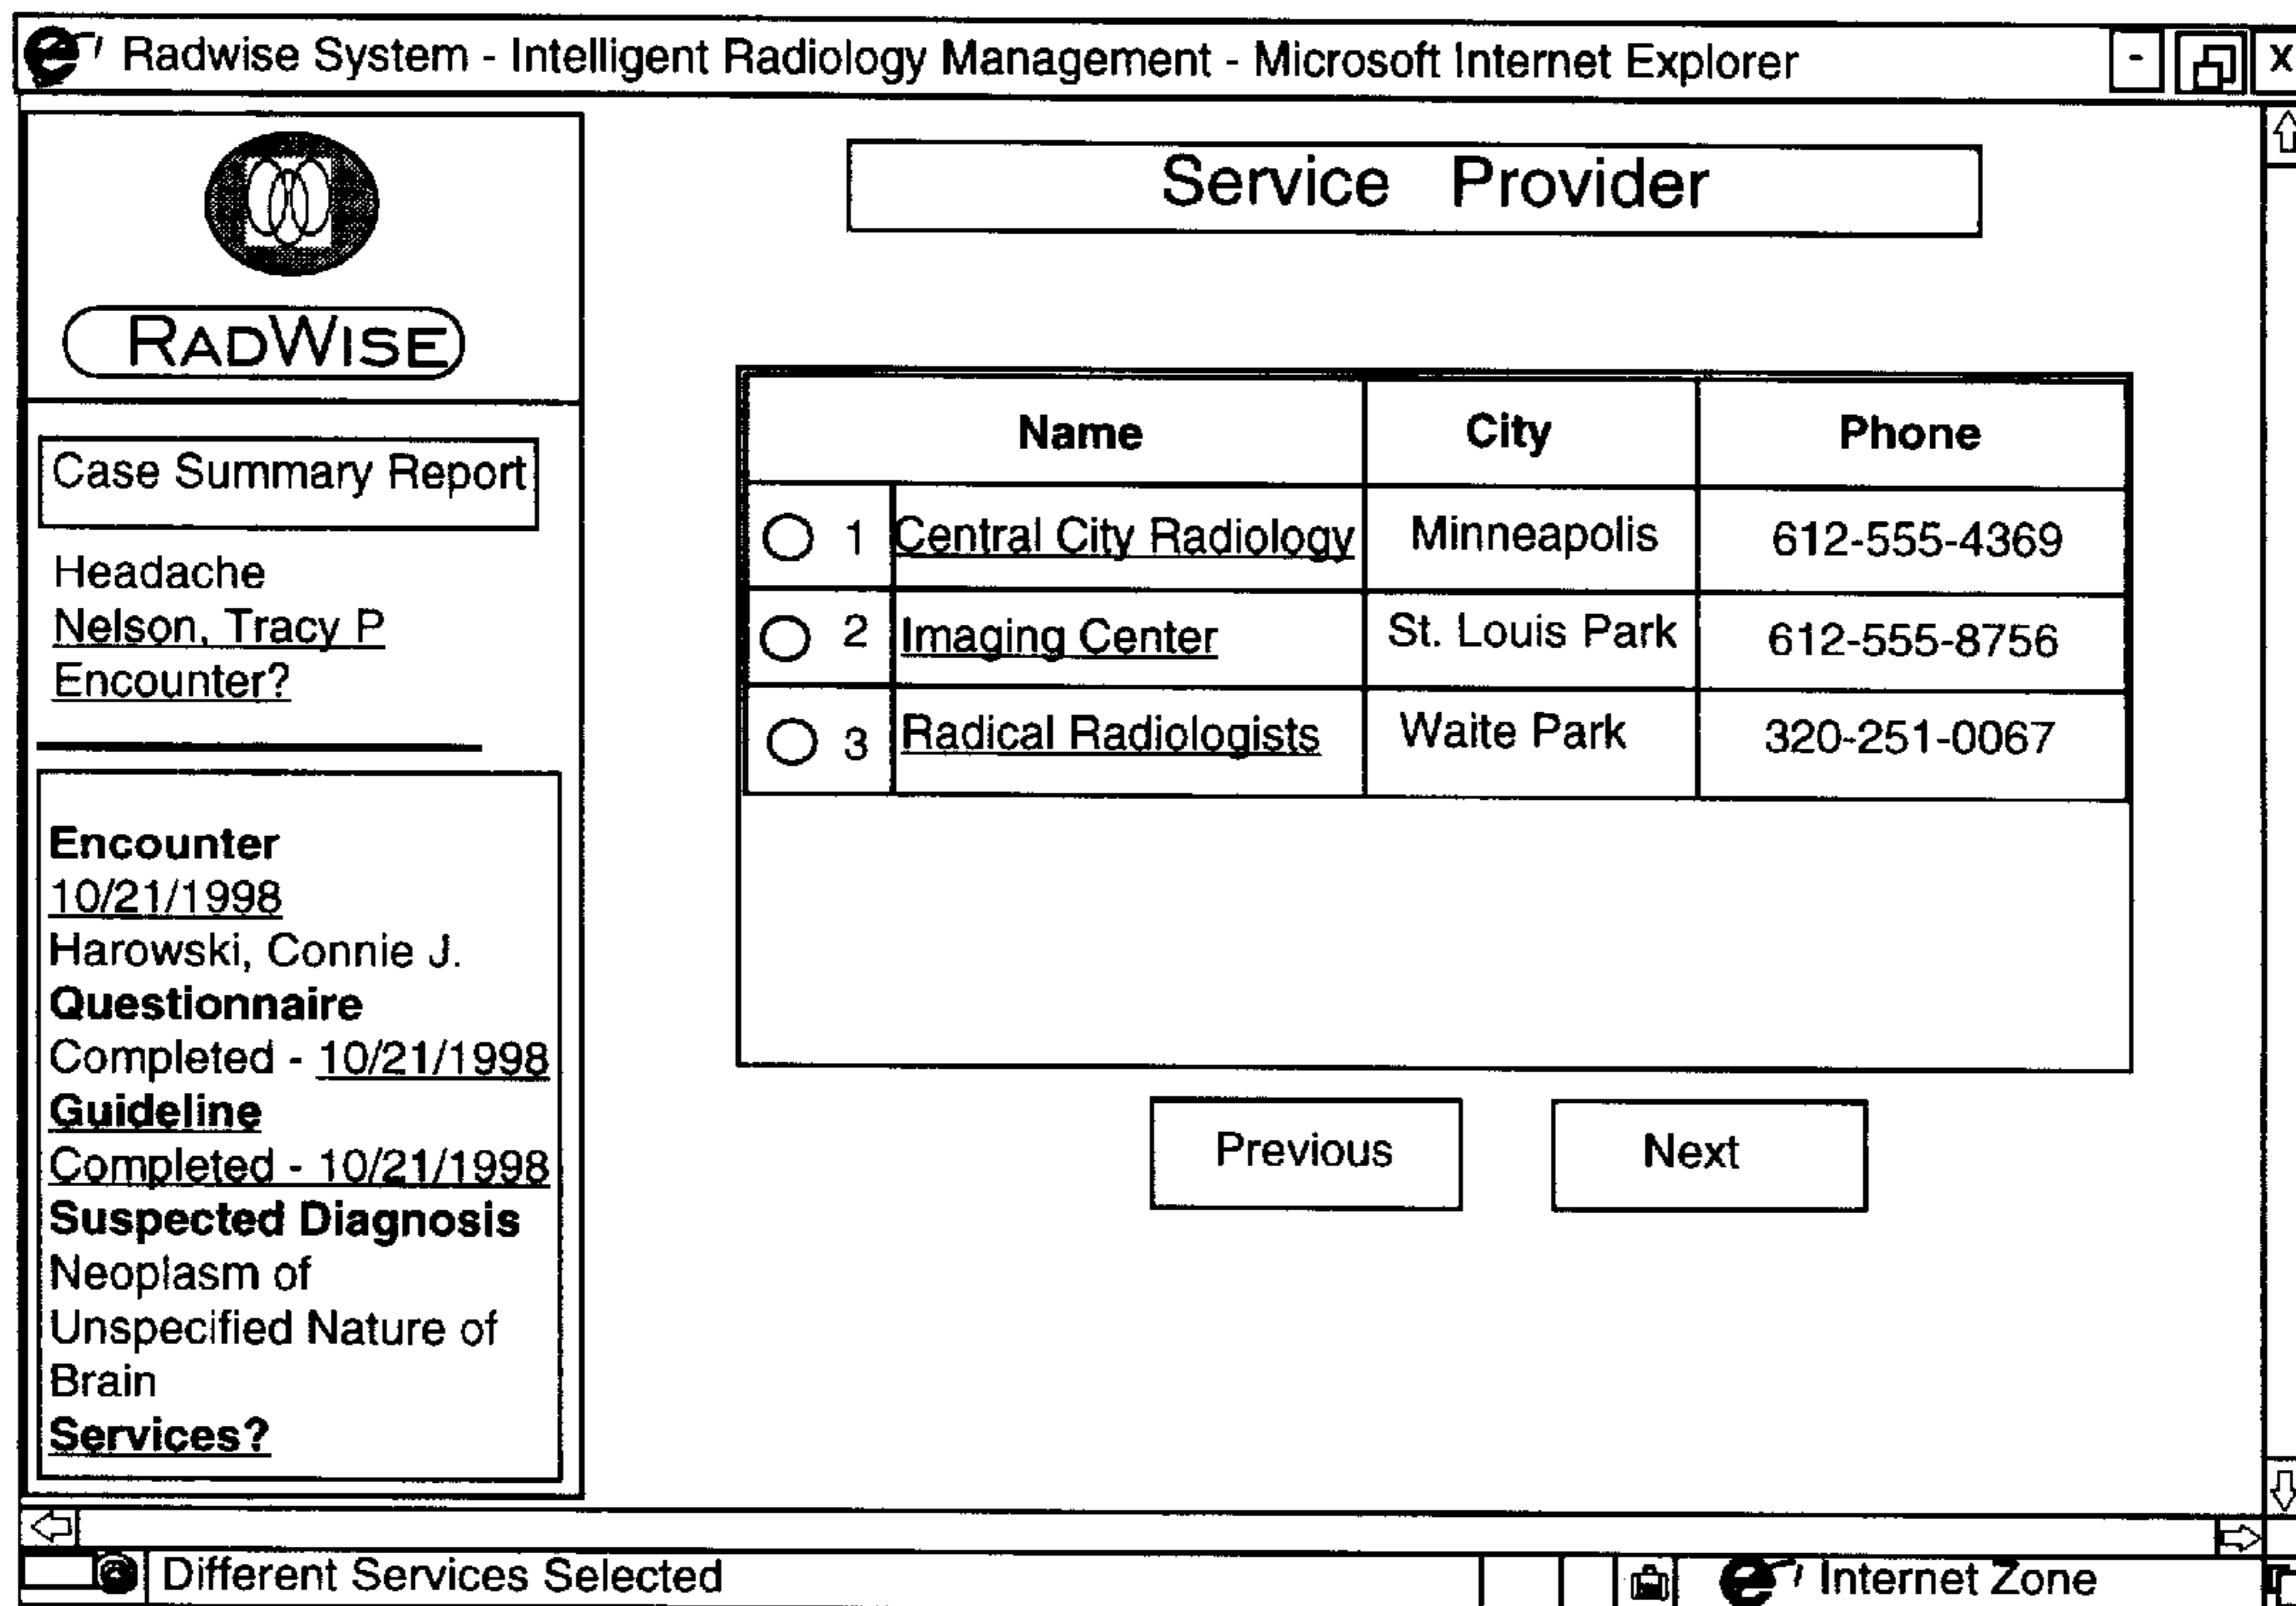 Radwise System - Intelligent Radiology Management - Microsoft Internet Explorer
RADWISE
Case Summary Report
Headache
Nelson, Tracy P
Encounter?
Encounter
10/21/1998
Harowski, Connie J.
Questionnaire
Completed - 10/21/1998
Guideline
Completed - 10/21/1998
Suspected Diagnosis
Neoplasm of
Unspecified Nature of
Brain
Services?
Service Provider
Name City Phone
1 Central City Radiology Minneapolis 612-555-4369
2 Imaging Center St. Louis Park 612-555-8756
3 Radical Radiologists Waite Park 320-251-0067
Previous Next
Different Services Selected
Internet Zone